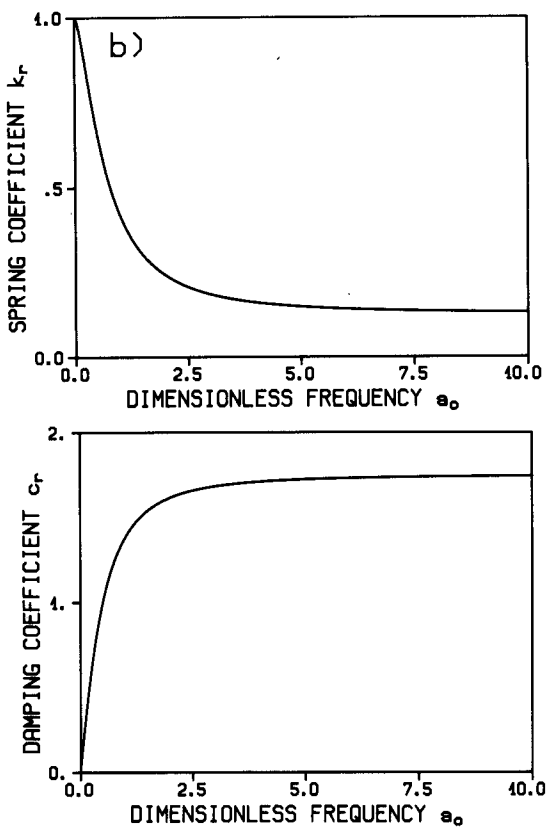 b)
1.0
.5
0.0
SPRING COEFFICIENT kr
0.0 2.5 5.0 7.5 10.0
DIMENSIONLESS FREQUENCY ao
2.
1.
0.
DAMPING COEFFICIENT cr
0.0 2.5 5.0 7.5 10.0
DIMENSIONLESS FREQUENCY ao